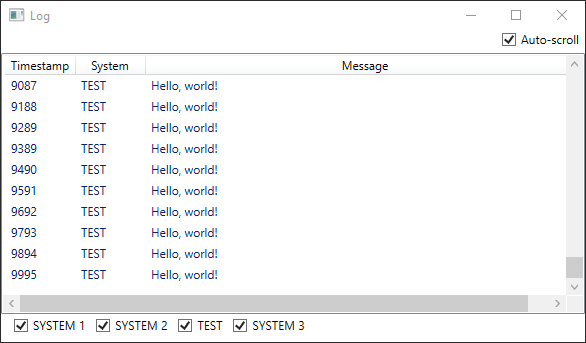 Log
Auto-scroll
Timestamp System Message
9087 TEST Hello, world!
9188 TEST Hello, world!
9289 TEST Hello, world!
9389 TEST Hello, world!
9490 TEST Hello, world!
9591 TEST Hello, world!
9692 TEST Hello, world!
9793 TEST Hello, world!
9894 TEST Hello, world!
9995 TEST Hello, world!
SYSTEM 1 SYSTEM 2 TEST SYSTEM 3